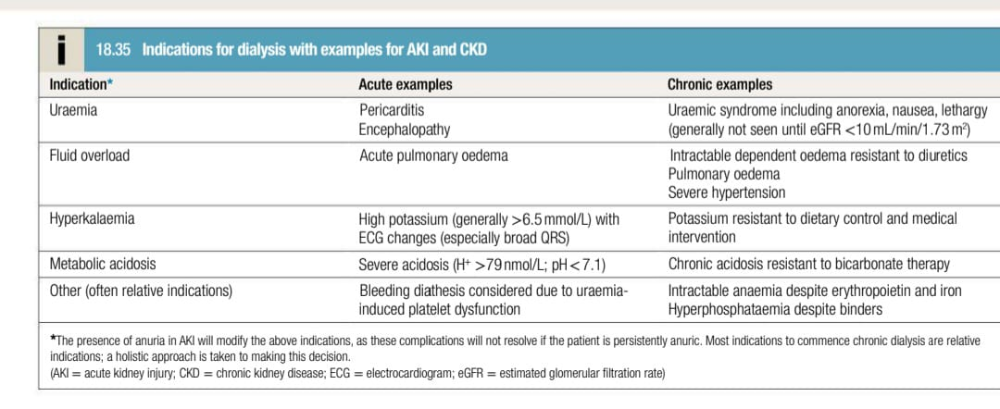 i
18.35 Indications for dialysis with examples for AKI and CKD
Indication* Acute examples Chronic examples
Uraemia Pericarditis Uraemic syndrome including anorexia, nausea, lethargy
Encephalopathy (generally not seen until eGFR <10 mL/min/1.73 m²)
Fluid overload Acute pulmonary oedema Intractable dependent oedema resistant to diuretics
Pulmonary oedema
Severe hypertension
Hyperkalaemia High potassium (generally >6.5 mmol/L) with Potassium resistant to dietary control and medical
ECG changes (especially broad QRS) intervention
Metabolic acidosis Severe acidosis (H⁺ >79 nmol/L; pH < 7.1) Chronic acidosis resistant to bicarbonate therapy
Other (often relative indications) Bleeding diathesis considered due to uraemia- Intractable anaemia despite erythropoietin and iron
induced platelet dysfunction Hyperphosphataemia despite binders
*The presence of anuria in AKI will modify the above indications, as these complications will not resolve if the patient is persistently anuric. Most indications to commence chronic dialysis are relative
indications; a holistic approach is taken to making this decision.
(AKI = acute kidney injury; CKD = chronic kidney disease; ECG = electrocardiogram; eGFR = estimated glomerular filtration rate)